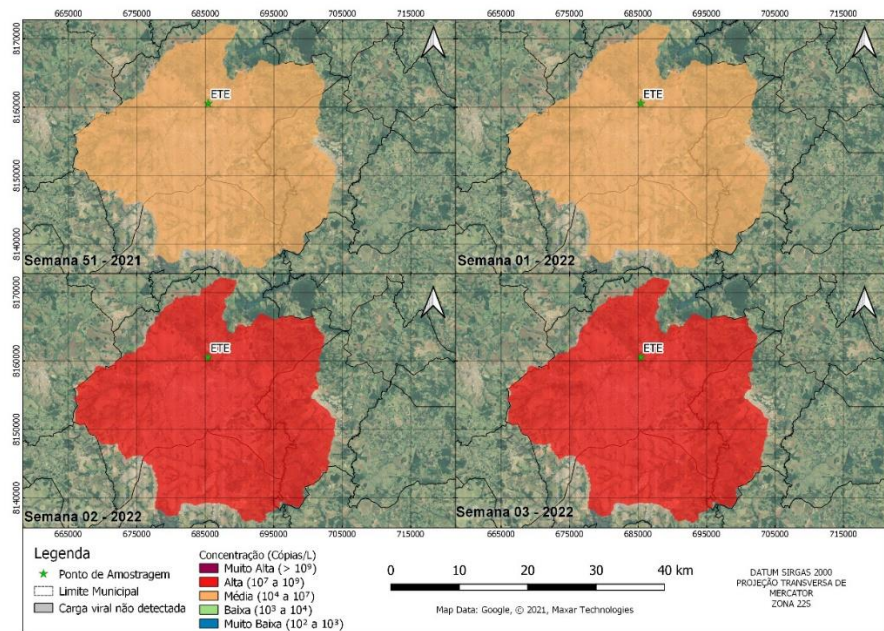 665000 675000 685000 695000 705000 715000 665000 675000 685000 695000 705000 715000
8170000
8160000
8150000
8140000
ETE
ETE
Semana 51 - 2021
Semana 01 - 2022
8170000
8160000
8150000
8140000
ETE
ETE
Semana 02 - 2022
Semana 03 - 2022
665000 675000 685000 695000 705000 715000 665000 675000 685000 695000 705000 715000
Legenda
Ponto de Amostragem
Limite Municipal
Carga viral não detectada
Concentração (Cópias/L)
Muito Alta (> 10⁹)
Alta (10⁷ a 10⁹)
Média (10⁴ a 10⁷)
Baixa (10³ a 10⁴)
Muito Baixa (10² a 10³)
0 10 20 30 40 km
Map Data: Google, © 2021, Maxar Technologies
DATUM SIRGAS 2000
PROJEÇÃO TRANSVERSA DE
MERCATOR
ZONA 22S